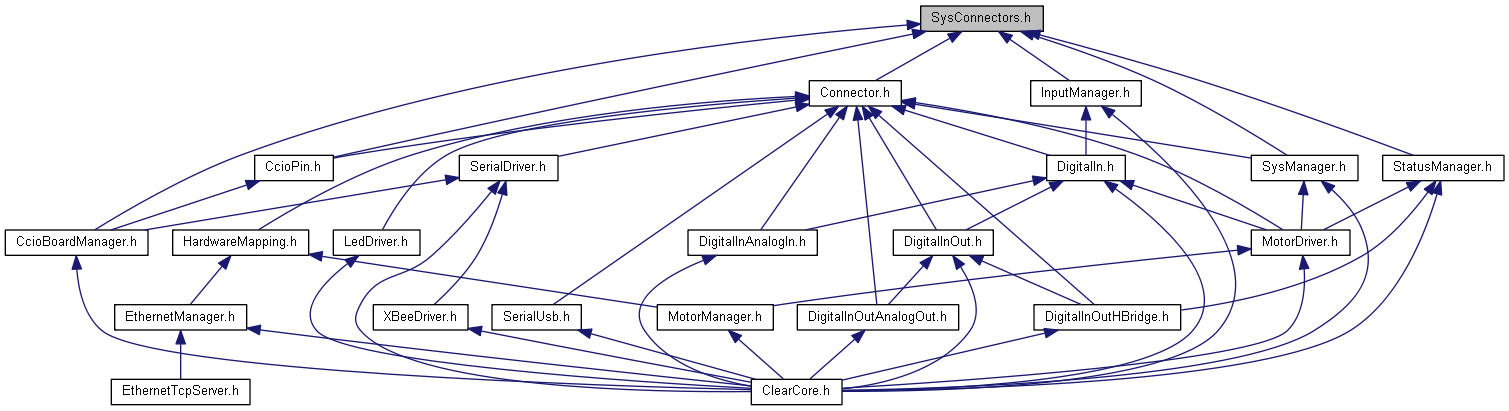 SysConnectors.h
Connector.h
InputManager.h
CcioPin.h
SerialDriver.h
DigitalIn.h
SysManager.h
StatusManager.h
CcioBoardManager.h
HardwareMapping.h
LedDriver.h
DigitalInAnalogIn.h
DigitalInOut.h
MotorDriver.h
EthernetManager.h
XBeeDriver.h
SerialUsb.h
MotorManager.h
DigitalInOutAnalogOut.h
DigitalInOutHBridge.h
EthernetTcpServer.h
ClearCore.h